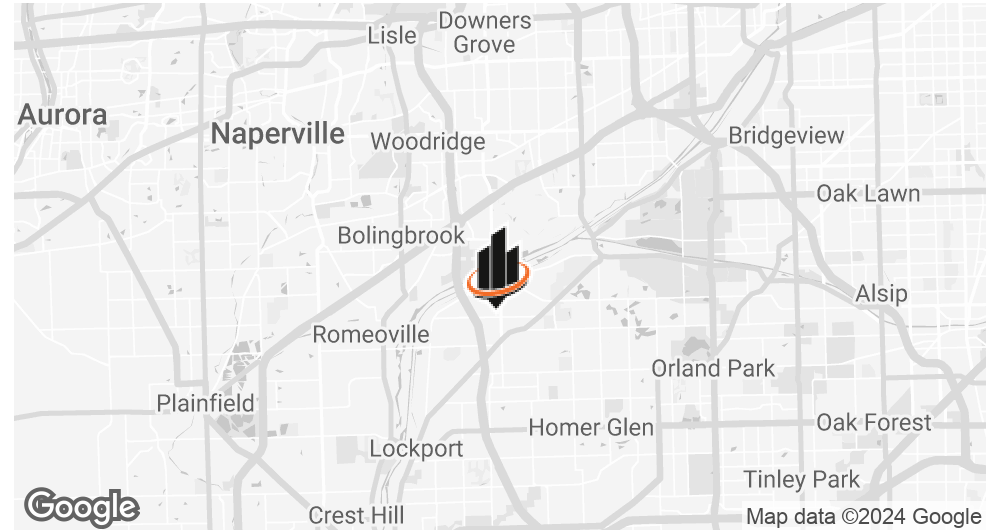 Lisle
Downers
Grove
Aurora
Naperville
Woodridge
Bridgeview
Oak Lawn
Bolingbrook
Alsip
Romeoville
Orland Park
Plainfield
Homer Glen
Oak Forest
Lockport
Tinley Park
Crest Hill
Google
Map data ©2024 Google